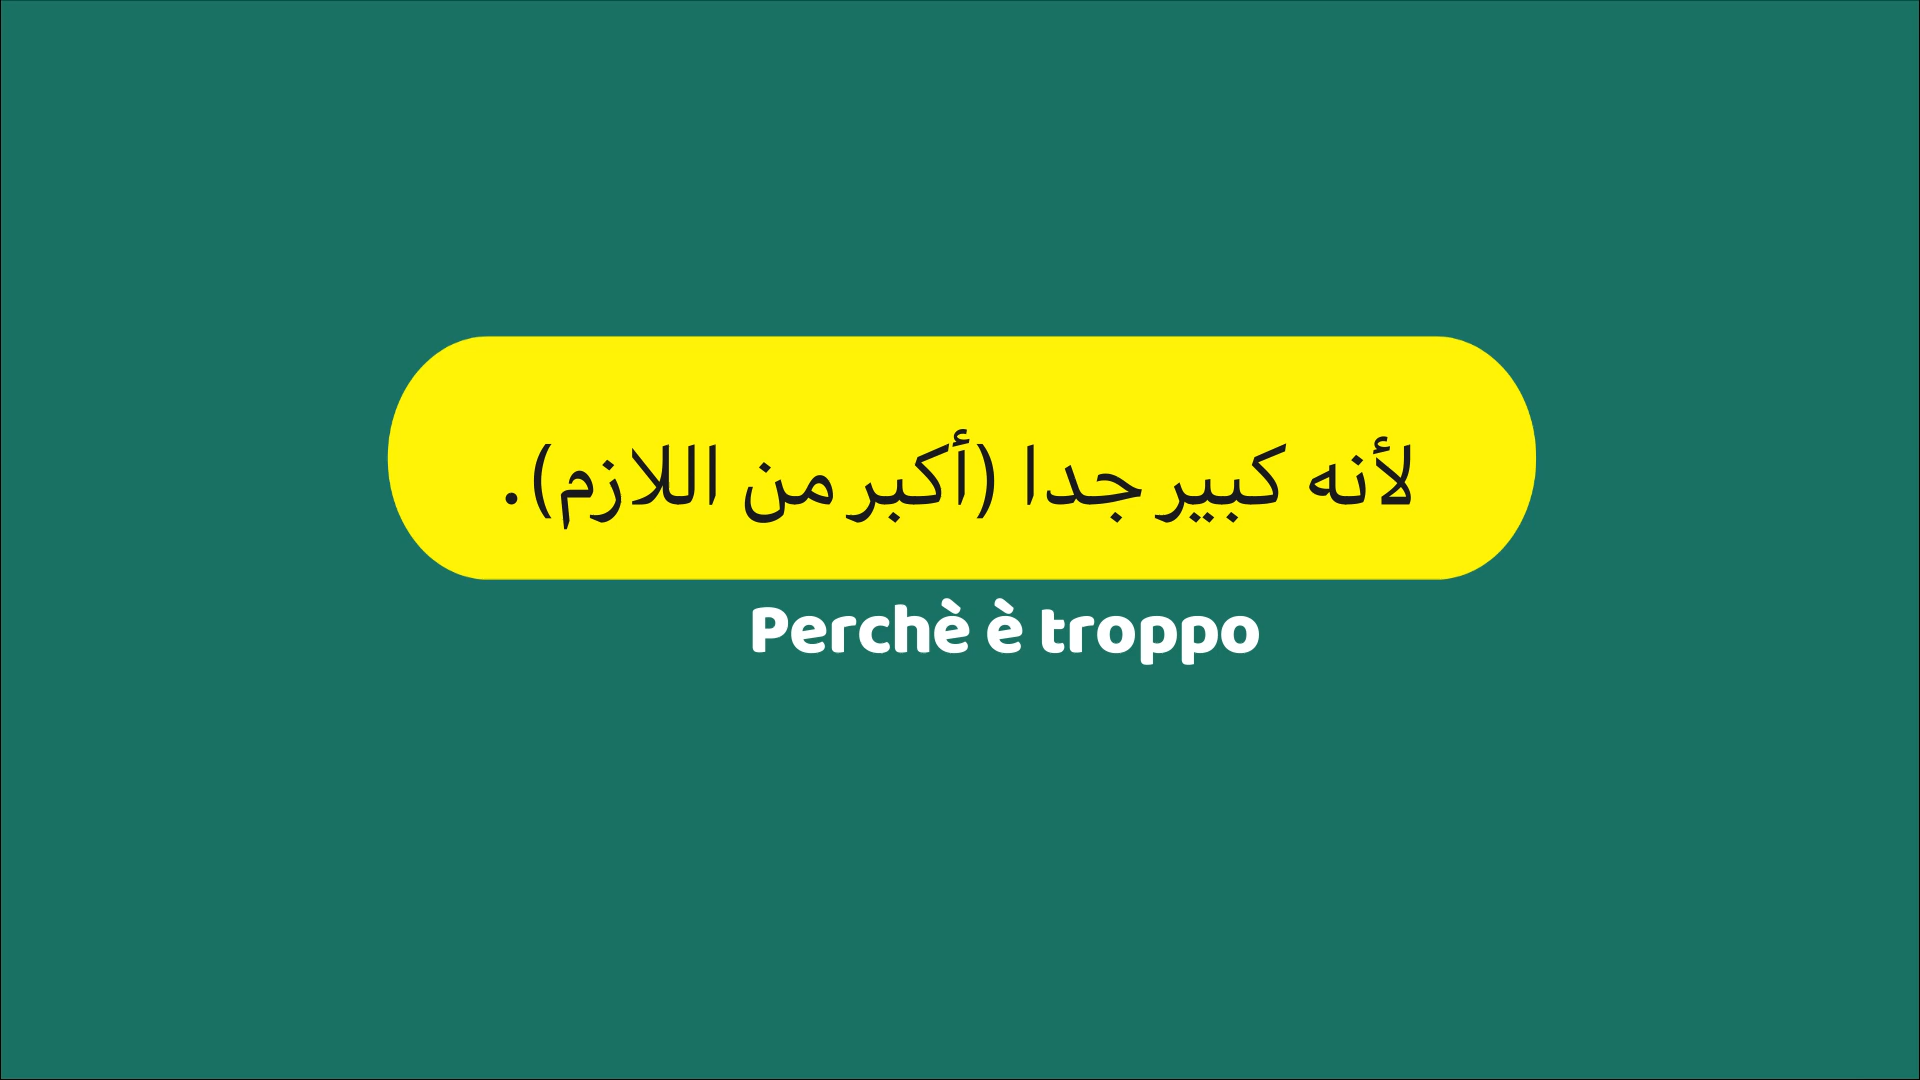 لأنه كبير جدا (أكبر من اللازم).
Perchè è troppo